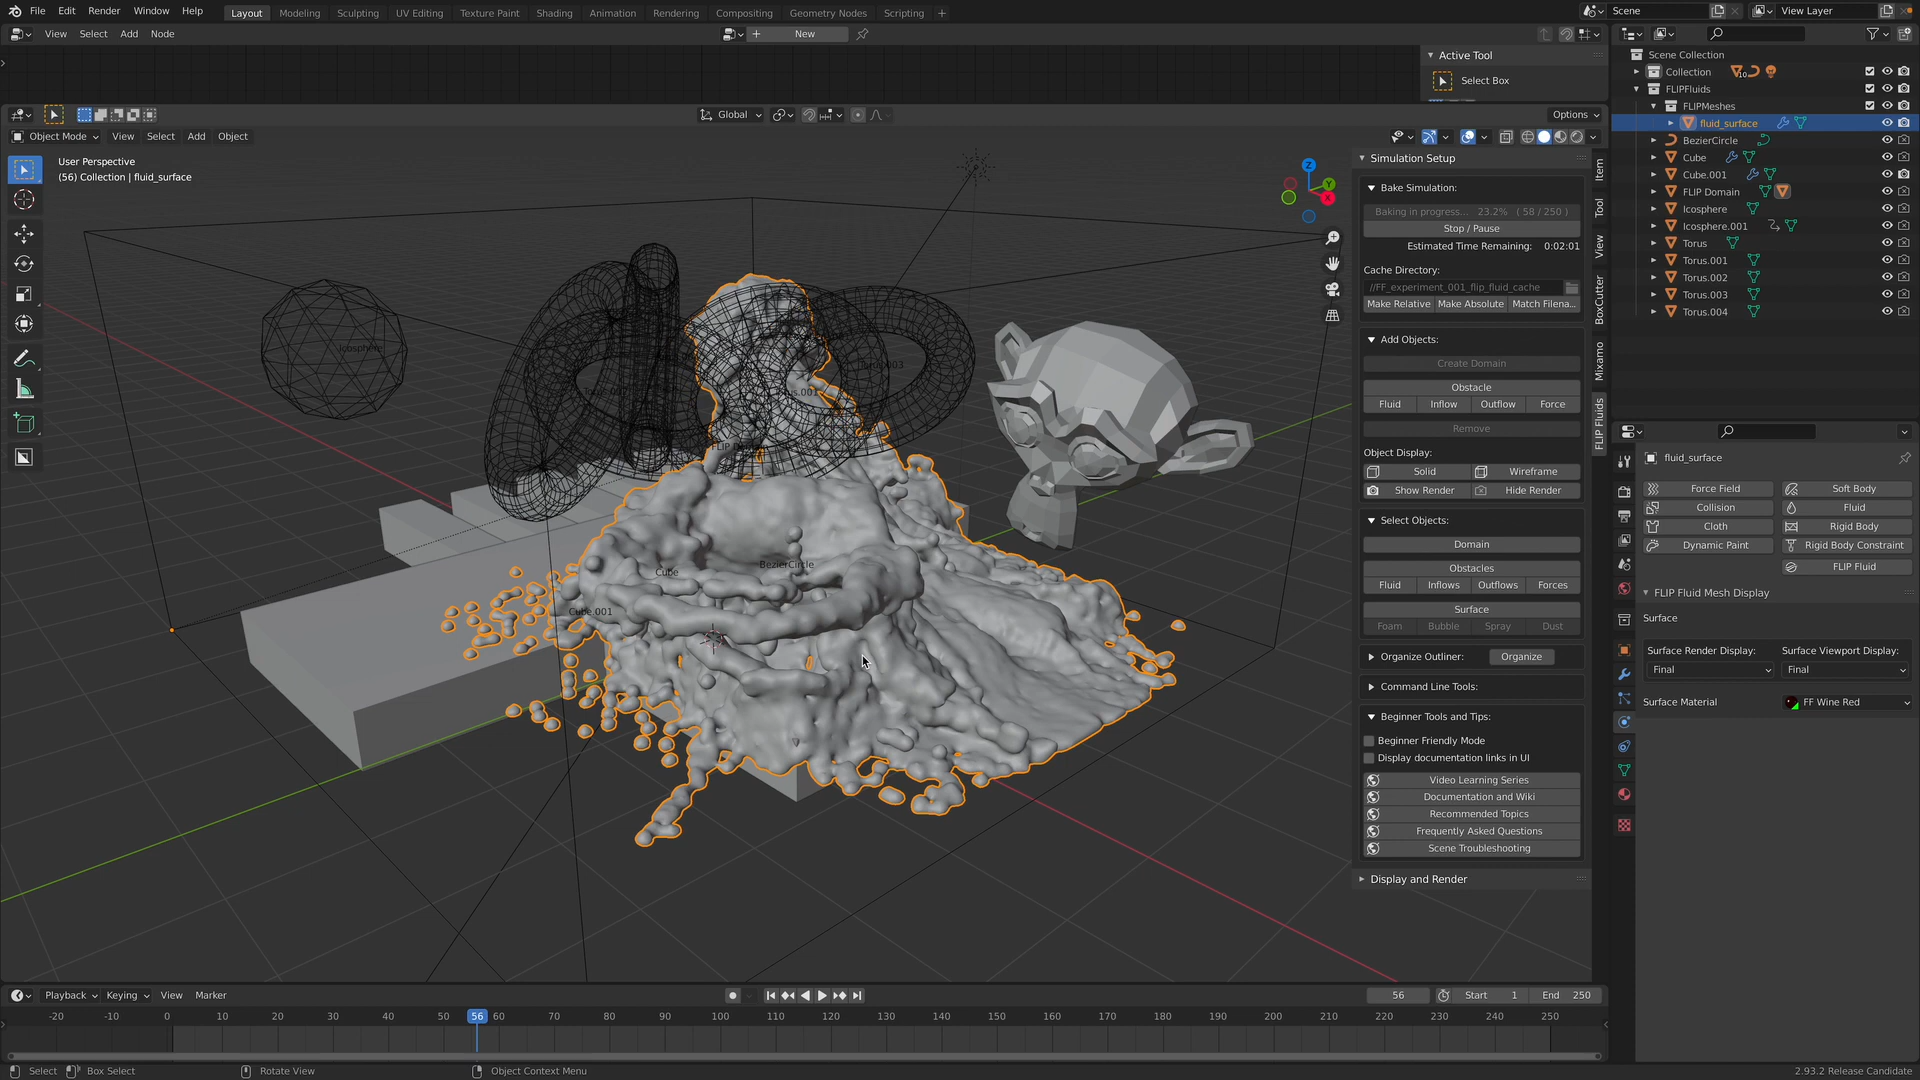 File Edit Render Window Help Layout Modeling Sculpting UV Editing Texture Paint Shading Animation Rendering Compositing Geometry Nodes Scripting + Scene View Layer
View Select Add Node + New
Active Tool
Select Box
Global Options
Object Mode View Select Add Object
User Perspective
(56) Collection | fluid_surface
Z
Y
X
Icosphere
BezierCircle
Cube
Cube.001
Simulation Setup
Bake Simulation:
Baking in progress... 23.2% ( 58 / 250 )
Stop / Pause
Estimated Time Remaining: 0:02:01
Cache Directory:
//FF_experiment_001_flip_fluid_cache
Make Relative Make Absolute Match Filena...
Add Objects:
Create Domain
Obstacle
Fluid Inflow Outflow Force
Remove
Object Display:
Solid Wireframe
Show Render Hide Render
Select Objects:
Domain
Obstacles
Fluid Inflows Outflows Forces
Surface
Foam Bubble Spray Dust
Organize Outliner: Organize
Command Line Tools:
Beginner Tools and Tips:
Beginner Friendly Mode
Display documentation links in UI
Video Learning Series
Documentation and Wiki
Recommended Topics
Frequently Asked Questions
Scene Troubleshooting
Display and Render
Item
Tool
View
BoxCutter
Mixamo
FLIP Fluids
Scene Collection
Collection 10
FLIPFluids
FLIPMeshes
fluid_surface
BezierCircle
Cube
Cube.001
FLIP Domain
Icosphere
Icosphere.001
Torus
Torus.001
Torus.002
Torus.003
Torus.004
fluid_surface
Force Field Soft Body
Collision Fluid
Cloth Rigid Body
Dynamic Paint Rigid Body Constraint
FLIP Fluid
FLIP Fluid Mesh Display
Surface
Surface Render Display: Surface Viewport Display:
Final Final
Surface Material FF Wine Red
Playback Keying View Marker 56 Start 1 End 250
-20 -10 0 10 20 30 40 50 56 70 80 90 100 110 120 130 140 150 160 170 180 190 200 210 220 230 240 250
Select Box Select Rotate View Object Context Menu 2.93.2 Release Candidate